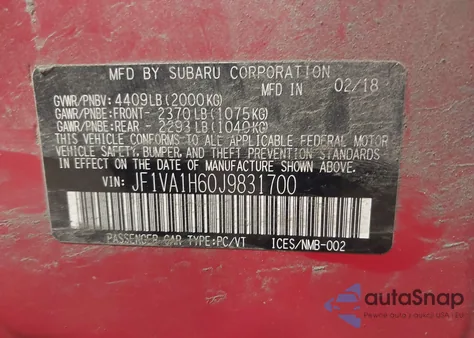 MFD BY SUBARU CORPORATION
IN 02/18
GVWR/PNBV: 4409LB(2000KG)
GAWR/PNBE:FRONT- 2370LB(1075KG)
GAWR/PNBE:REAR - 2293LB(1040KG)
THIS VEHICLE CONFORMS TO ALL APPLICABLE FEDERAL MOTOR
VEHICLE SAFETY, BUMPER, AND THEFT PREVENTION
STANDARDS IN EFFECT ON THE DATE OF MANUFACTURE SHOWN ABOVE.
VIN: JF1VA1H60J9831700
PASSENGER CAR TYPE:PC/VT 1CES/NMB-002
autoSnap